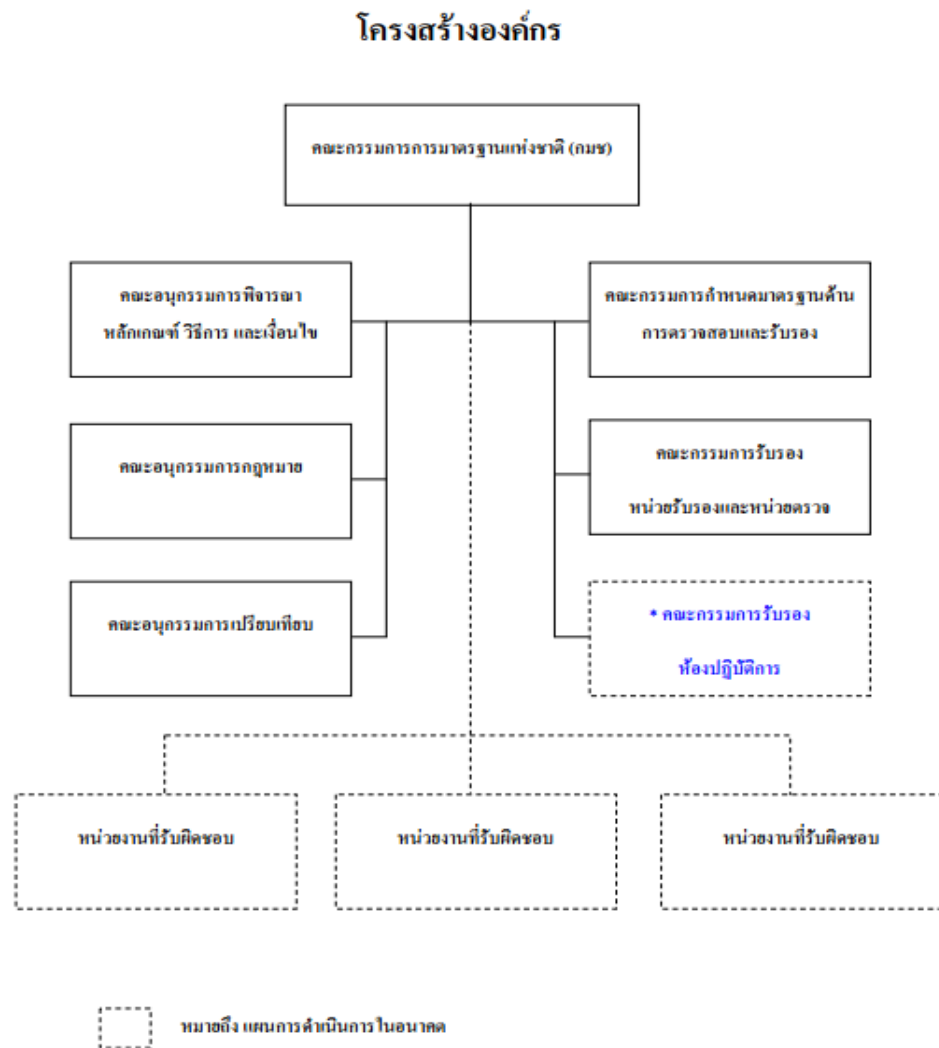 โครงสร้างองค์กร
คณะกรรมการการมาตรฐานแห่งชาติ (กมช)
คณะอนุกรรมการพิจารณา
หลักเกณฑ์ วิธีการ และเงื่อนไข
คณะกรรมการกำหนดมาตรฐานด้าน
การตรวจสอบและรับรอง
คณะอนุกรรมการกฎหมาย
คณะกรรมการรับรอง
หน่วยรับรองและหน่วยตรวจ
คณะอนุกรรมการเปรียบเทียบ
* คณะกรรมการรับรอง
ห้องปฏิบัติการ
หน่วยงานที่รับผิดชอบ
หน่วยงานที่รับผิดชอบ
หน่วยงานที่รับผิดชอบ
หมายถึง แผนการดำเนินการในอนาคต